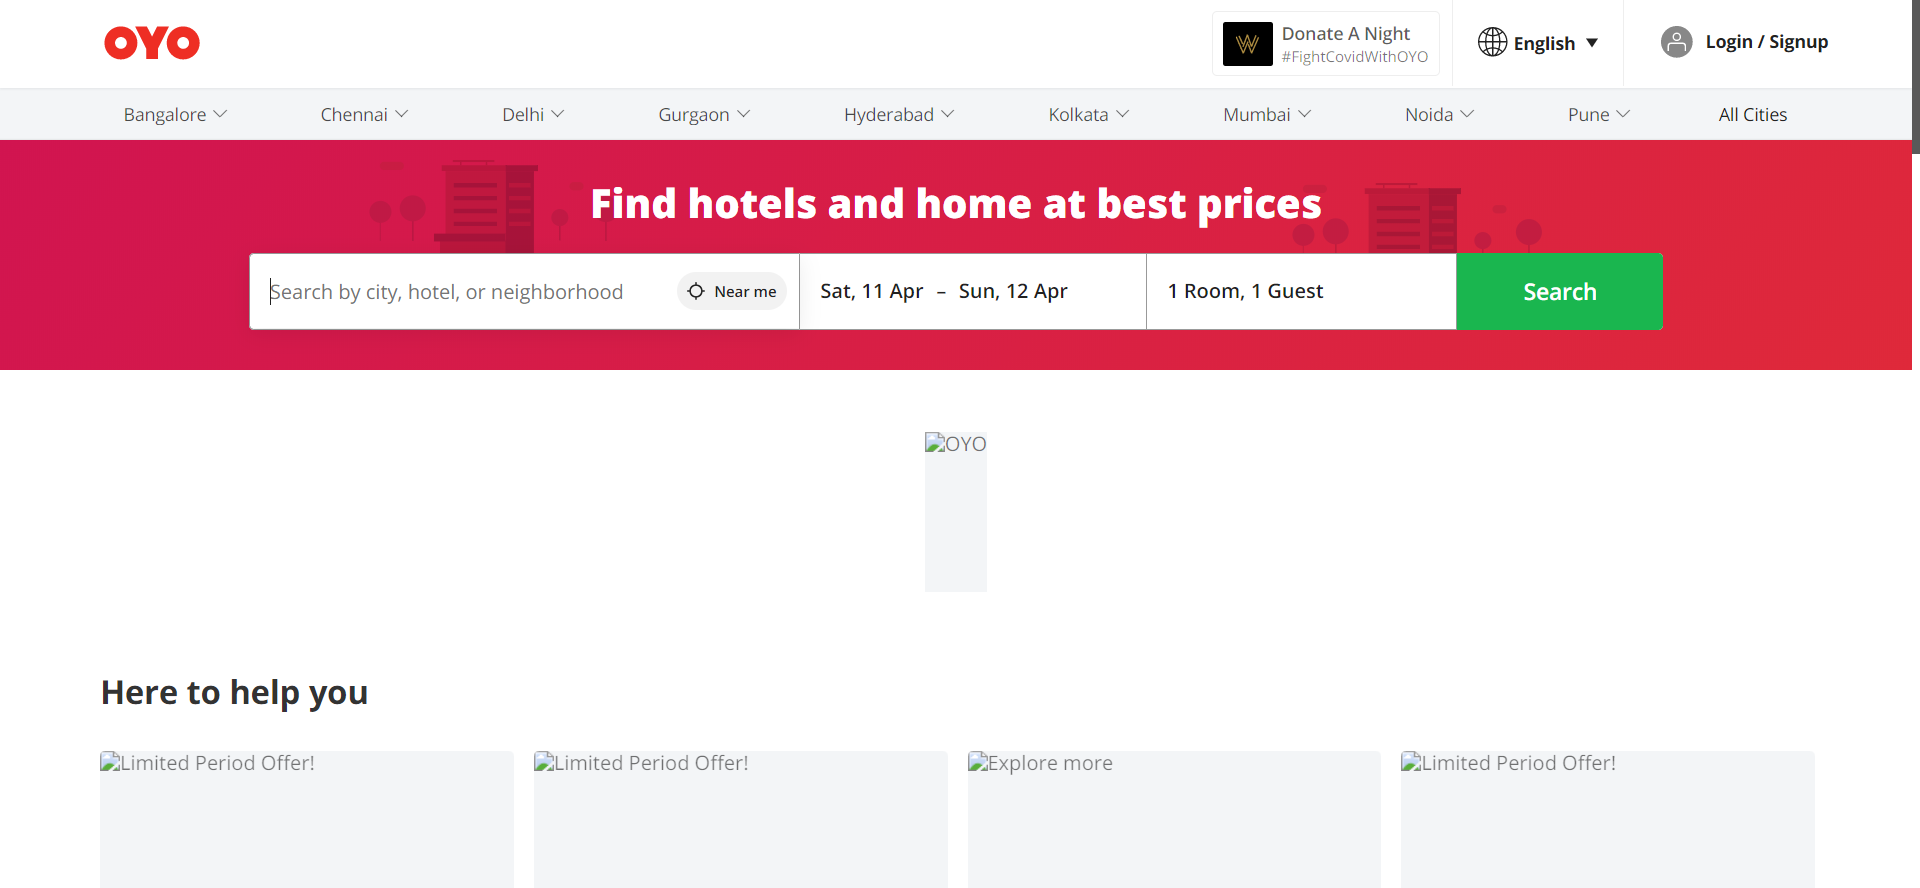 OYO
Donate A Night
#FightCovidWithOYO
English
Login / Signup
Bangalore
Chennai
Delhi
Gurgaon
Hyderabad
Kolkata
Mumbai
Noida
Pune
All Cities
Find hotels and home at best prices
Search by city, hotel, or neighborhood
Near me
Sat, 11 Apr – Sun, 12 Apr
1 Room, 1 Guest
Search
OYO
Here to help you
Limited Period Offer!
Limited Period Offer!
Explore more
Limited Period Offer!